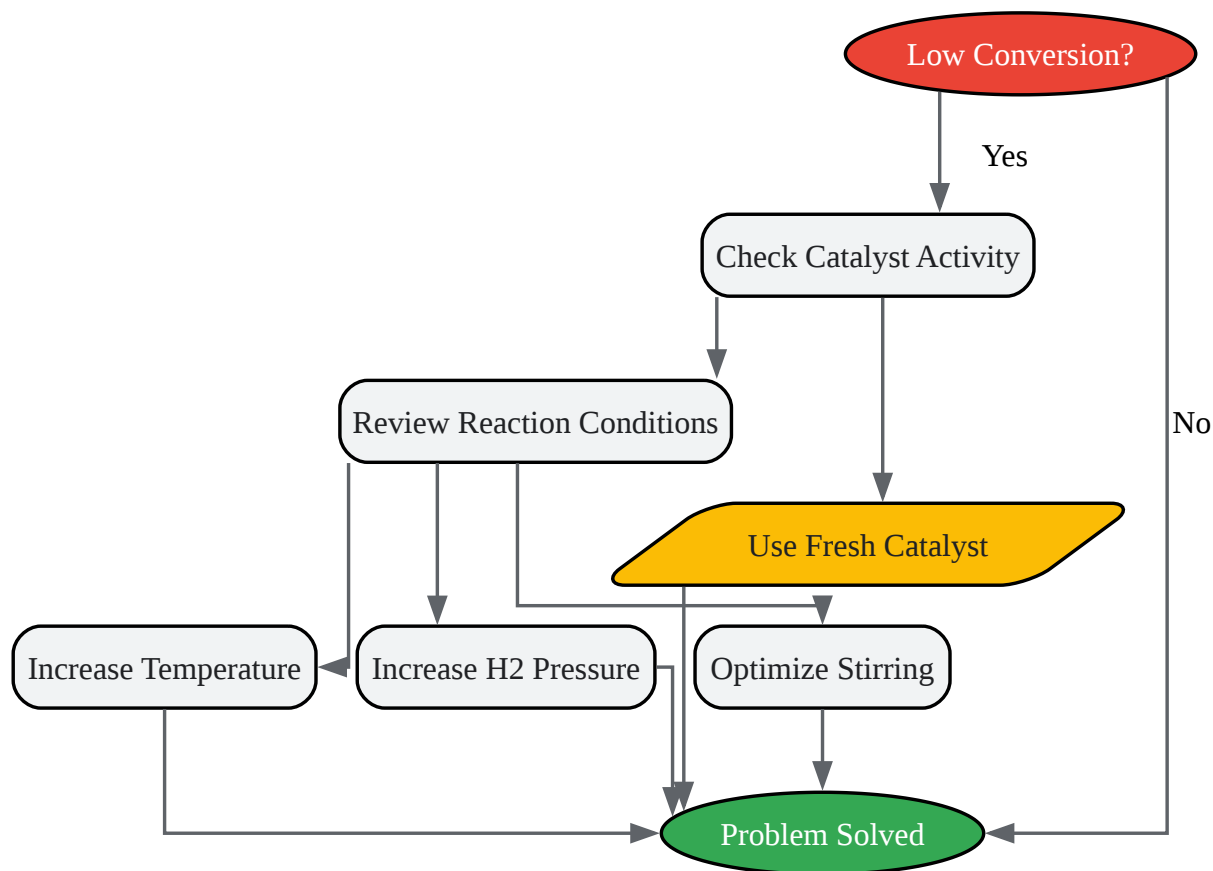 Low Conversion?
Yes
Check Catalyst Activity
Review Reaction Conditions
No
Use Fresh Catalyst
Increase Temperature
Increase H2 Pressure
Optimize Stirring
Problem Solved